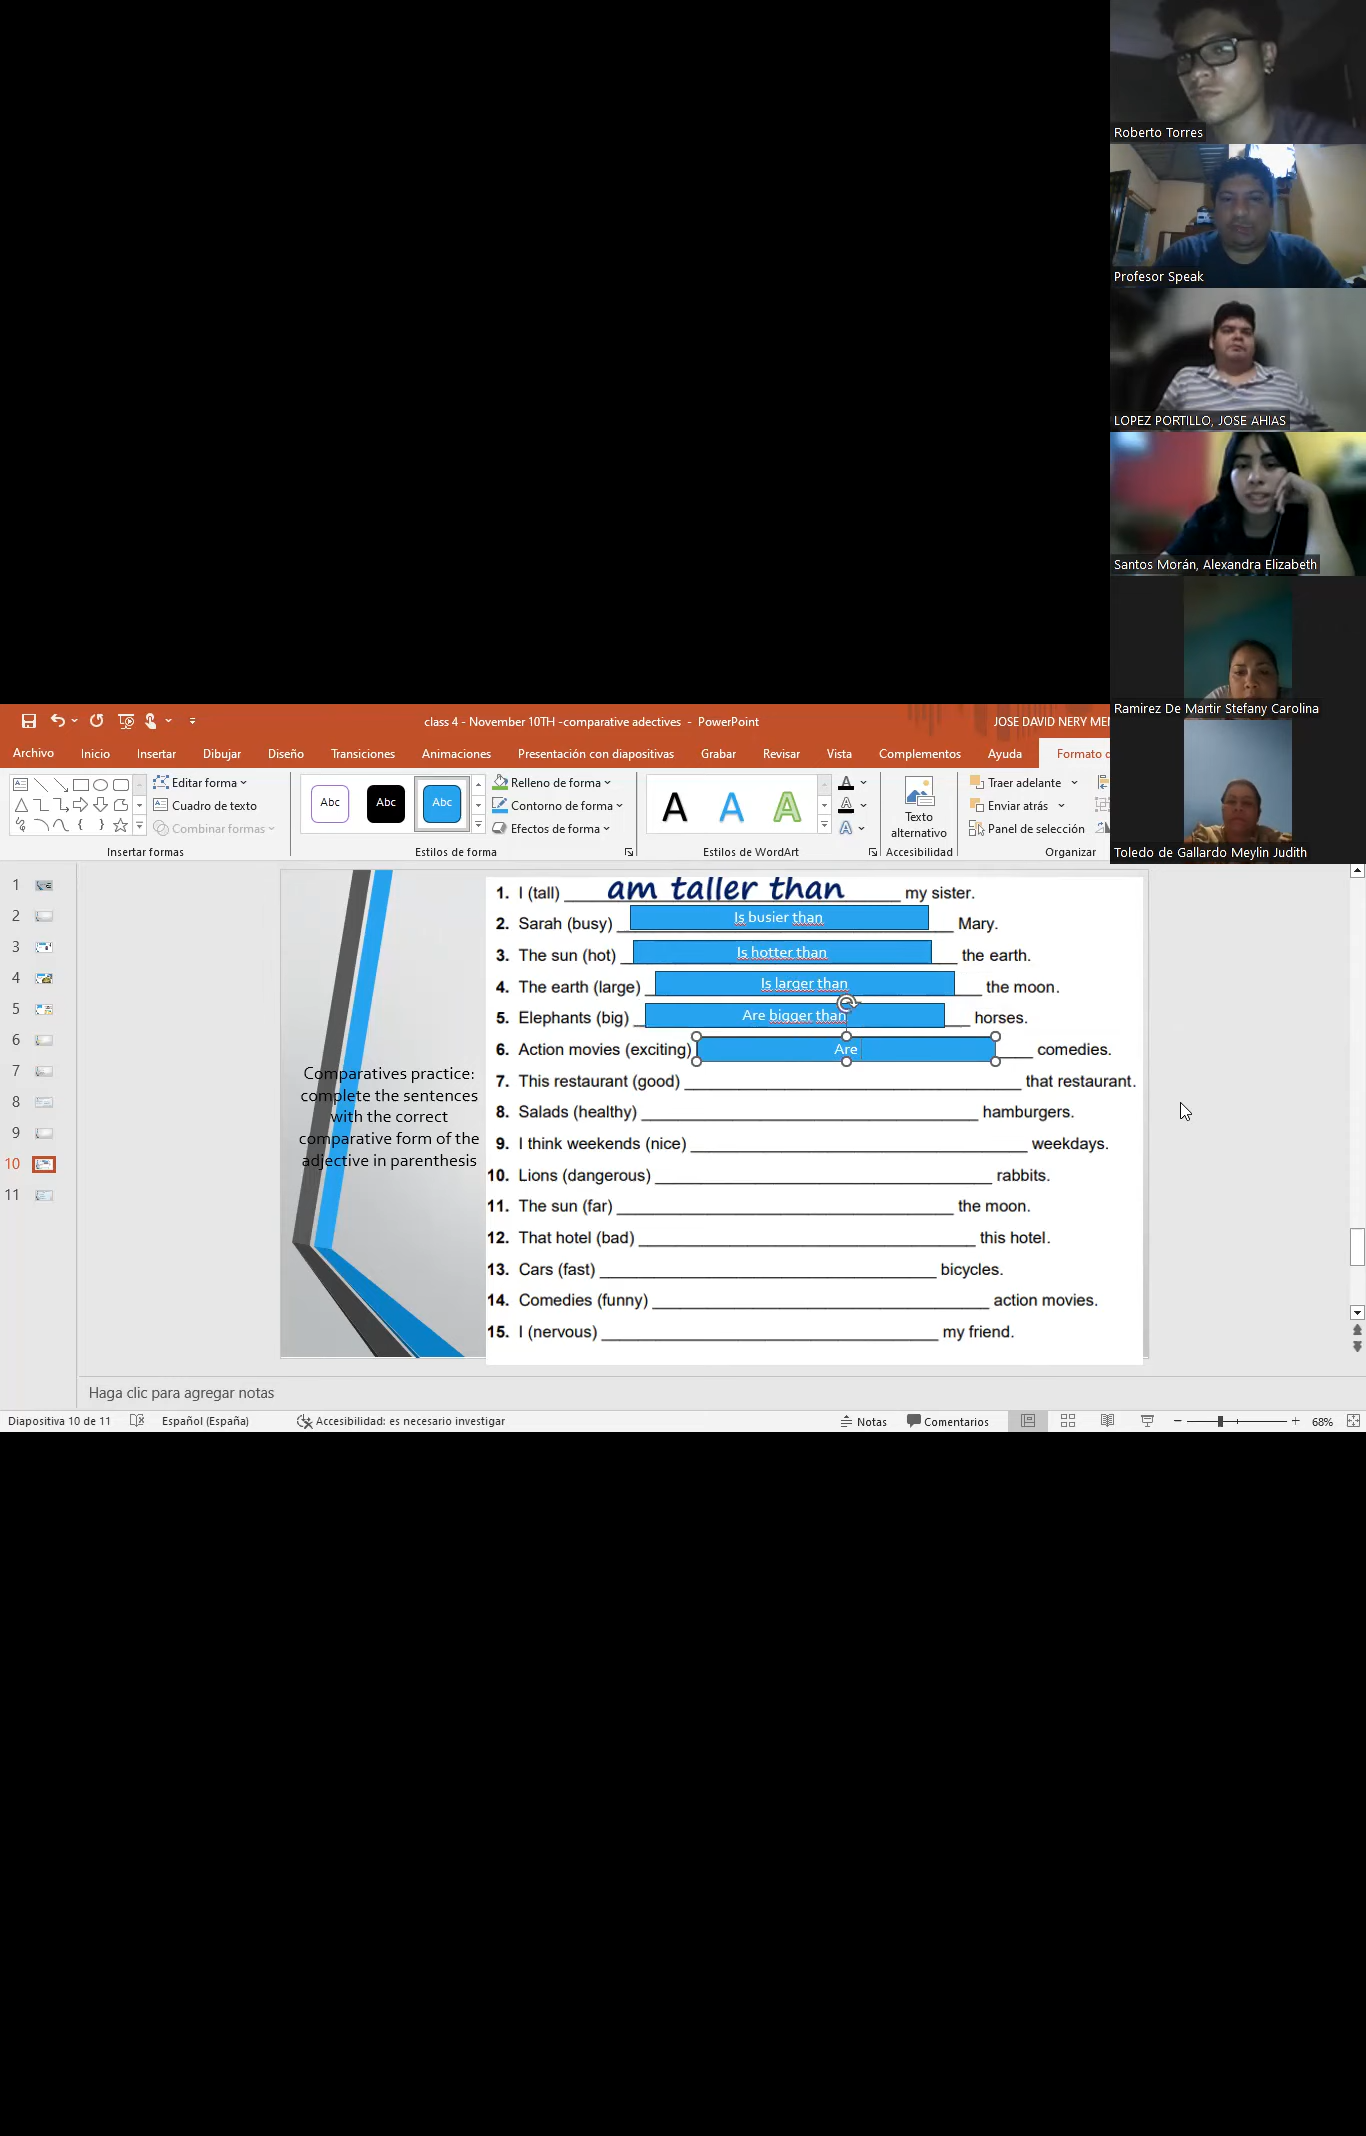 Roberto Torres
Profesor Speak
LOPEZ PORTILLO, JOSE AHIAS
Santos Morán, Alexandra Elizabeth
Ramirez De Martir Stefany Carolina
Toledo de Gallardo Meylin Judith
class 4 - November 10TH -comparative adectives - PowerPoint
JOSE DAVID NERY MEN
Archivo Inicio Insertar Dibujar Diseño Transiciones Animaciones Presentación con diapositivas Grabar Revisar Vista Complementos Ayuda Formato
Editar forma
Cuadro de texto
Combinar formas
Insertar formas
Abc Abc Abc
Relleno de forma
Contorno de forma
Efectos de forma
Estilos de forma
A A A
Estilos de WordArt
Texto
alternativo
Accesibilidad
Traer adelante
Enviar atrás
Panel de selección
Organizar
1
2
3
4
5
6
7
8
9
10
11
Comparatives practice:
complete the sentences
with the correct
comparative form of the
adjective in parenthesis
1. I (tall) am taller than my sister.
2. Sarah (busy) Is busier than Mary.
3. The sun (hot) Is hotter than the earth.
4. The earth (large) Is larger than the moon.
5. Elephants (big) Are bigger than horses.
6. Action movies (exciting) Are comedies.
7. This restaurant (good) ____ that restaurant.
8. Salads (healthy) ____ hamburgers.
9. I think weekends (nice) ____ weekdays.
10. Lions (dangerous) ____ rabbits.
11. The sun (far) ____ the moon.
12. That hotel (bad) ____ this hotel.
13. Cars (fast) ____ bicycles.
14. Comedies (funny) ____ action movies.
15. I (nervous) ____ my friend.
Haga clic para agregar notas
Diapositiva 10 de 11 Español (España) Accesibilidad: es necesario investigar Notas Comentarios 68%